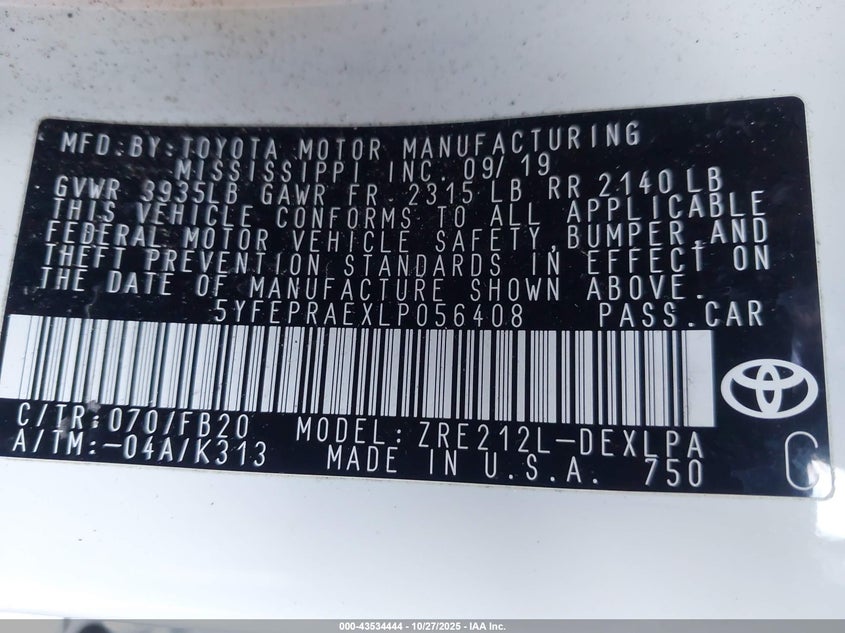 MFD.BY:TOYOTA MOTOR MANUFACTURING
MISSISSIPPI INC. 09/19
GVWR 3935LB GAWR FR. 2315 LB RR 2140 LB
THIS VEHICLE CONFORMS TO ALL APPLICABLE
FEDERAL MOTOR VEHICLE SAFETY, BUMPER, AND
THEFT PREVENTION STANDARDS IN EFFECT ON
THE DATE OF MANUFACTURE SHOWN ABOVE.
5YFEPRAEXLP056408 PASS.CAR
C/TR:070/FB20 MODEL:ZRE212L-DEXLPA
A/TM:-04A/K313 MADE IN U.S.A. 750
C
000-43534444 | 10/27/2025 - IAA Inc.